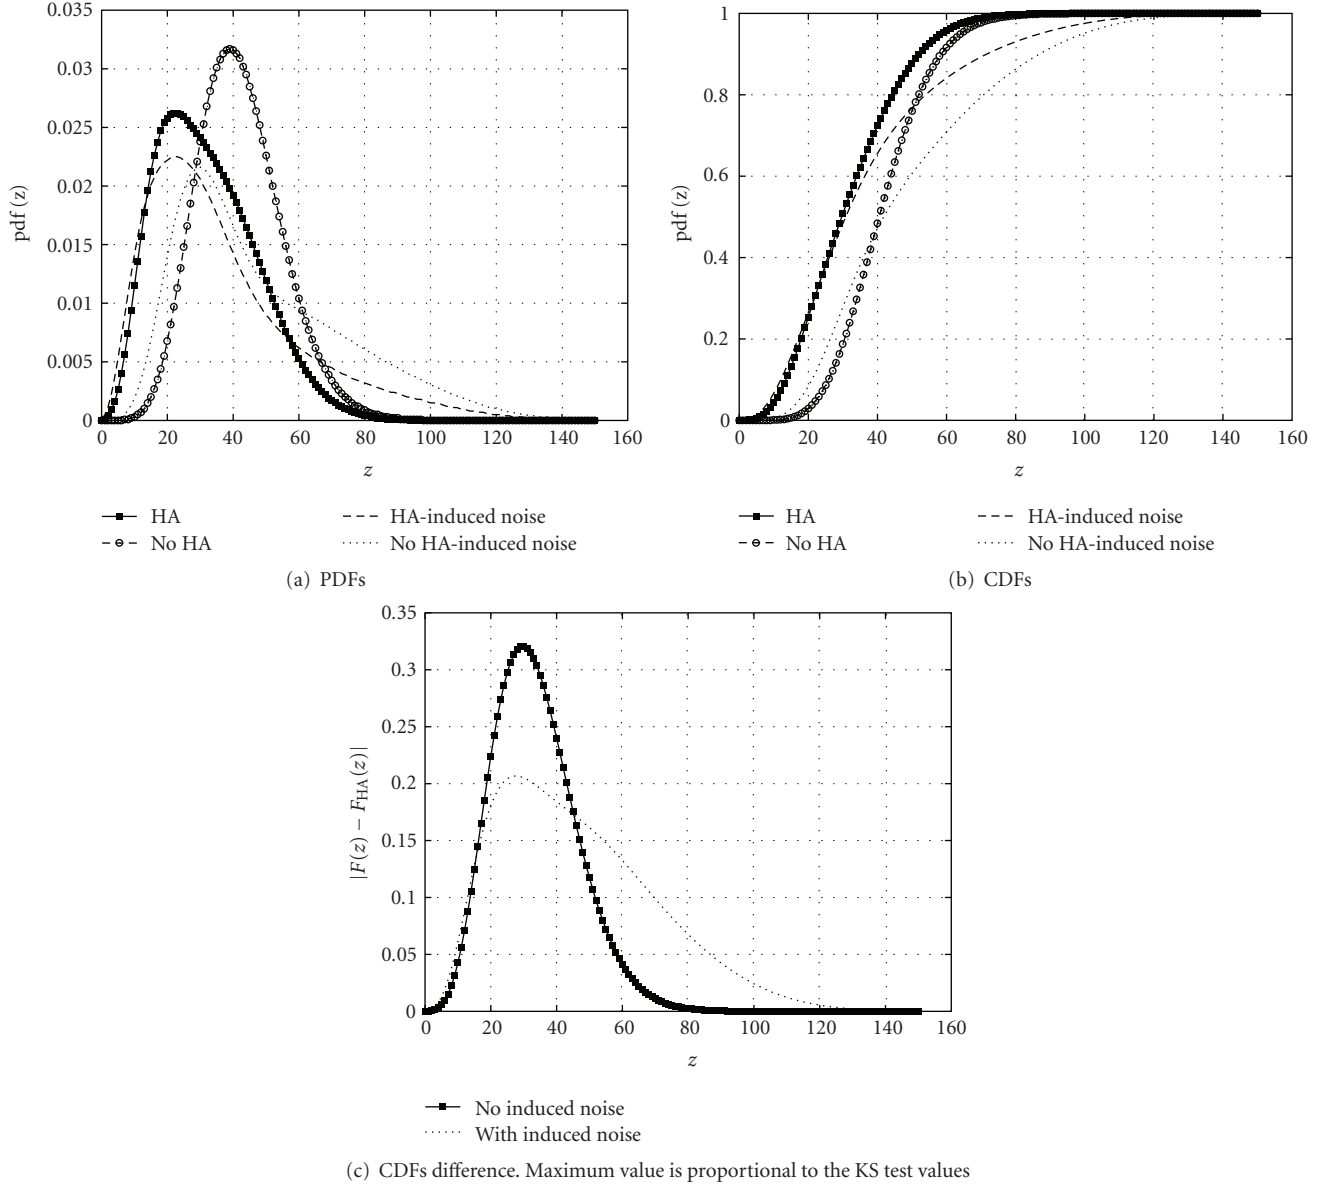 0.035
0.03
0.025
0.02
0.015
0.01
0.005
0
pdf (z)
0 20 40 60 80 100 120 140 160
z
HA
No HA
HA-induced noise
No HA-induced noise
(a) PDFs
1
0.8
0.6
0.4
0.2
0
pdf (z)
0 20 40 60 80 100 120 140 160
z
HA
No HA
HA-induced noise
No HA-induced noise
(b) CDFs
0.35
0.3
0.25
0.2
0.15
0.1
0.05
0
|F(z) − F_HA(z)|
0 20 40 60 80 100 120 140 160
z
No induced noise
With induced noise
(c) CDFs difference. Maximum value is proportional to the KS test values